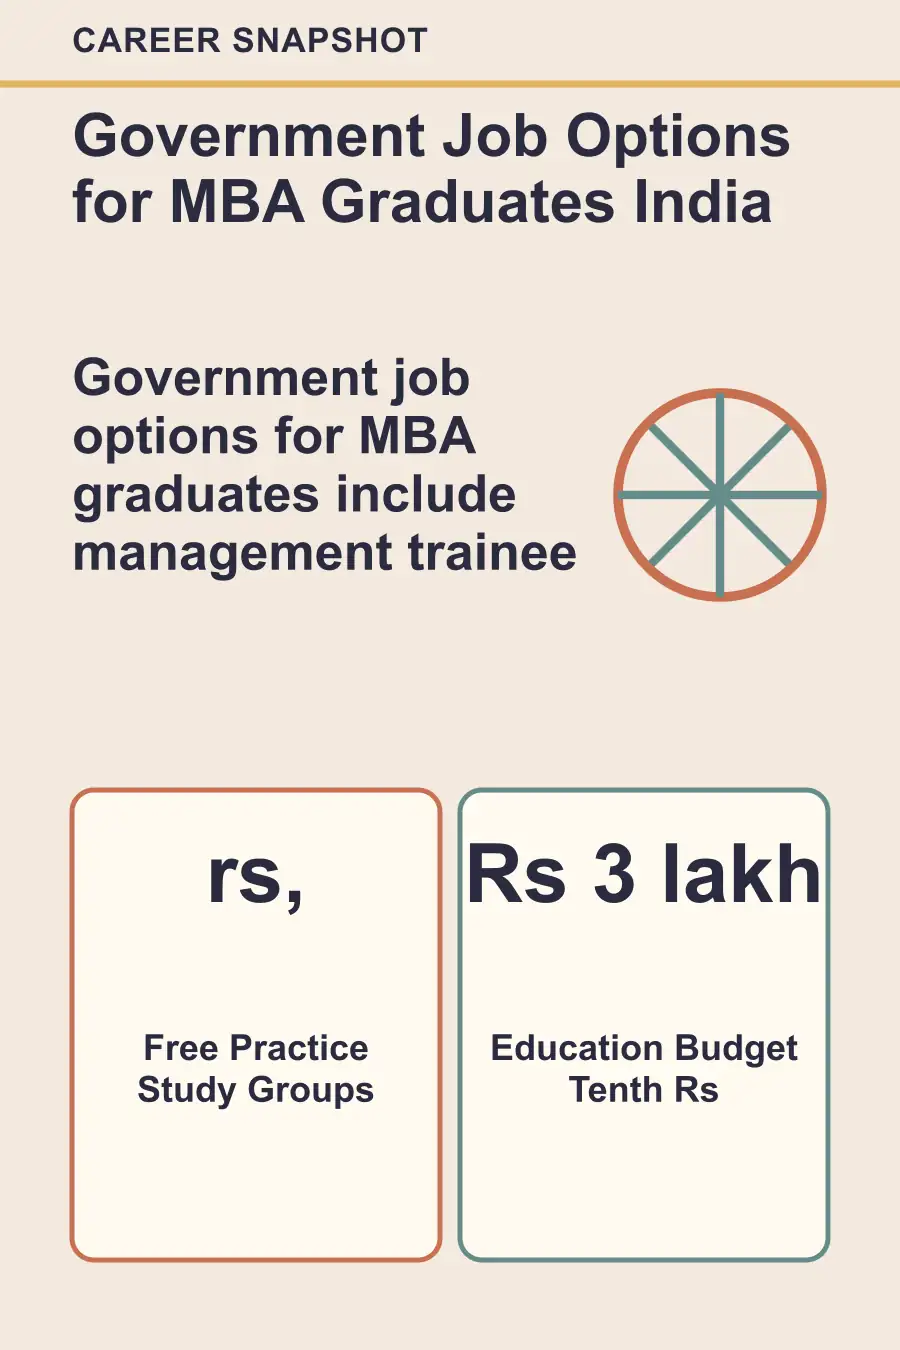 CAREER SNAPSHOT
Government Job Options
for MBA Graduates India
Government job
options for MBA
graduates include
management trainee
rs,
Free Practice
Study Groups
Rs 3 lakh
Education Budget
Tenth Rs